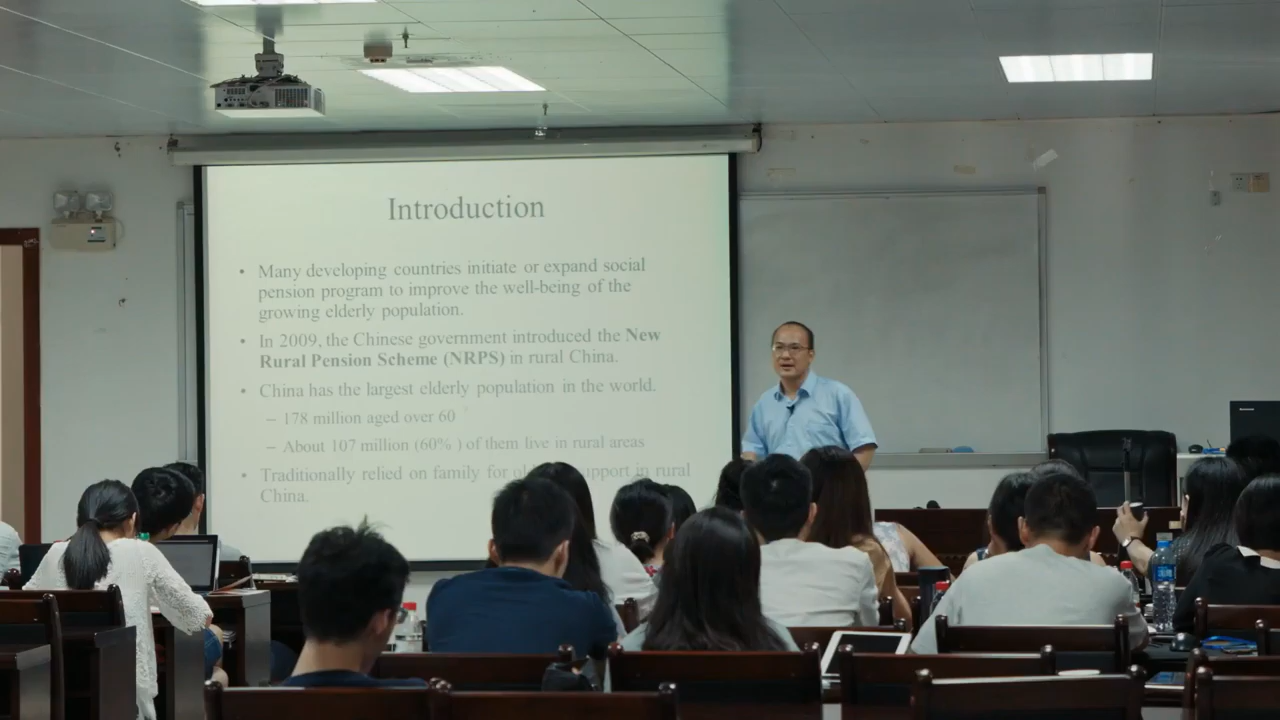 Introduction
• Many developing countries initiate or expand social
pension program to improve the well-being of the
growing elderly population.
• In 2009, the Chinese government introduced the New
Rural Pension Scheme (NRPS) in rural China.
• China has the largest elderly population in the world.
– 178 million aged over 60
– About 107 million (60% ) of them live in rural areas
• Traditionally relied on family for support in rural
China.